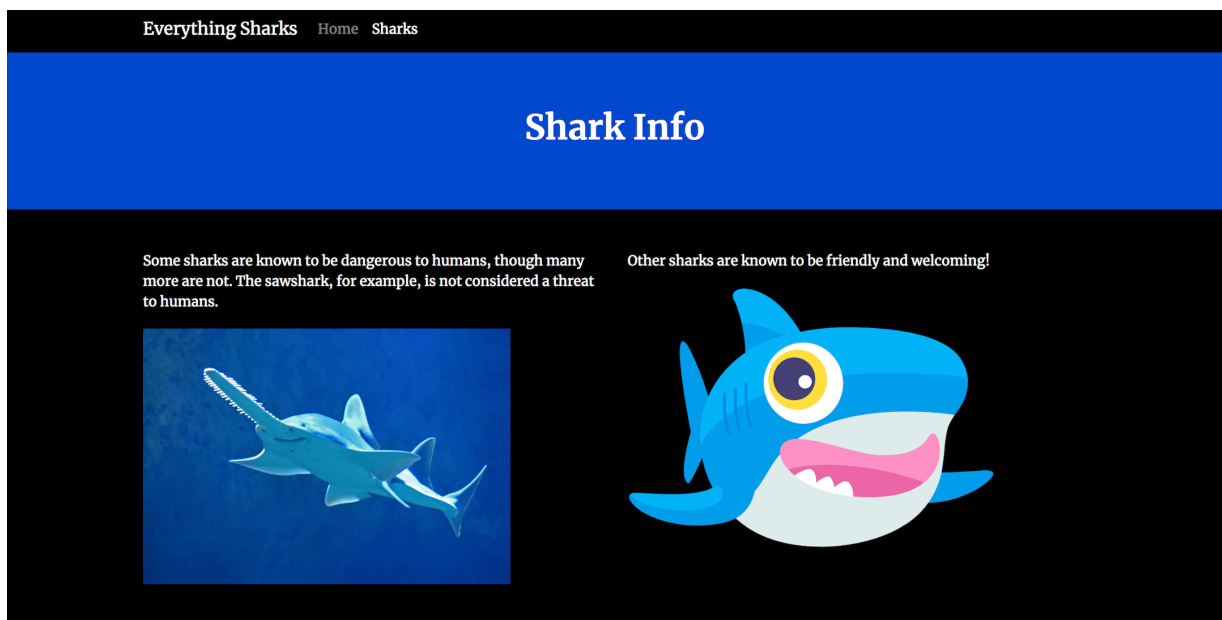 Everything Sharks Home Sharks
Shark Info
Some sharks are known to be dangerous to humans, though many
more are not. The sawshark, for example, is not considered a threat
to humans.
Other sharks are known to be friendly and welcoming!